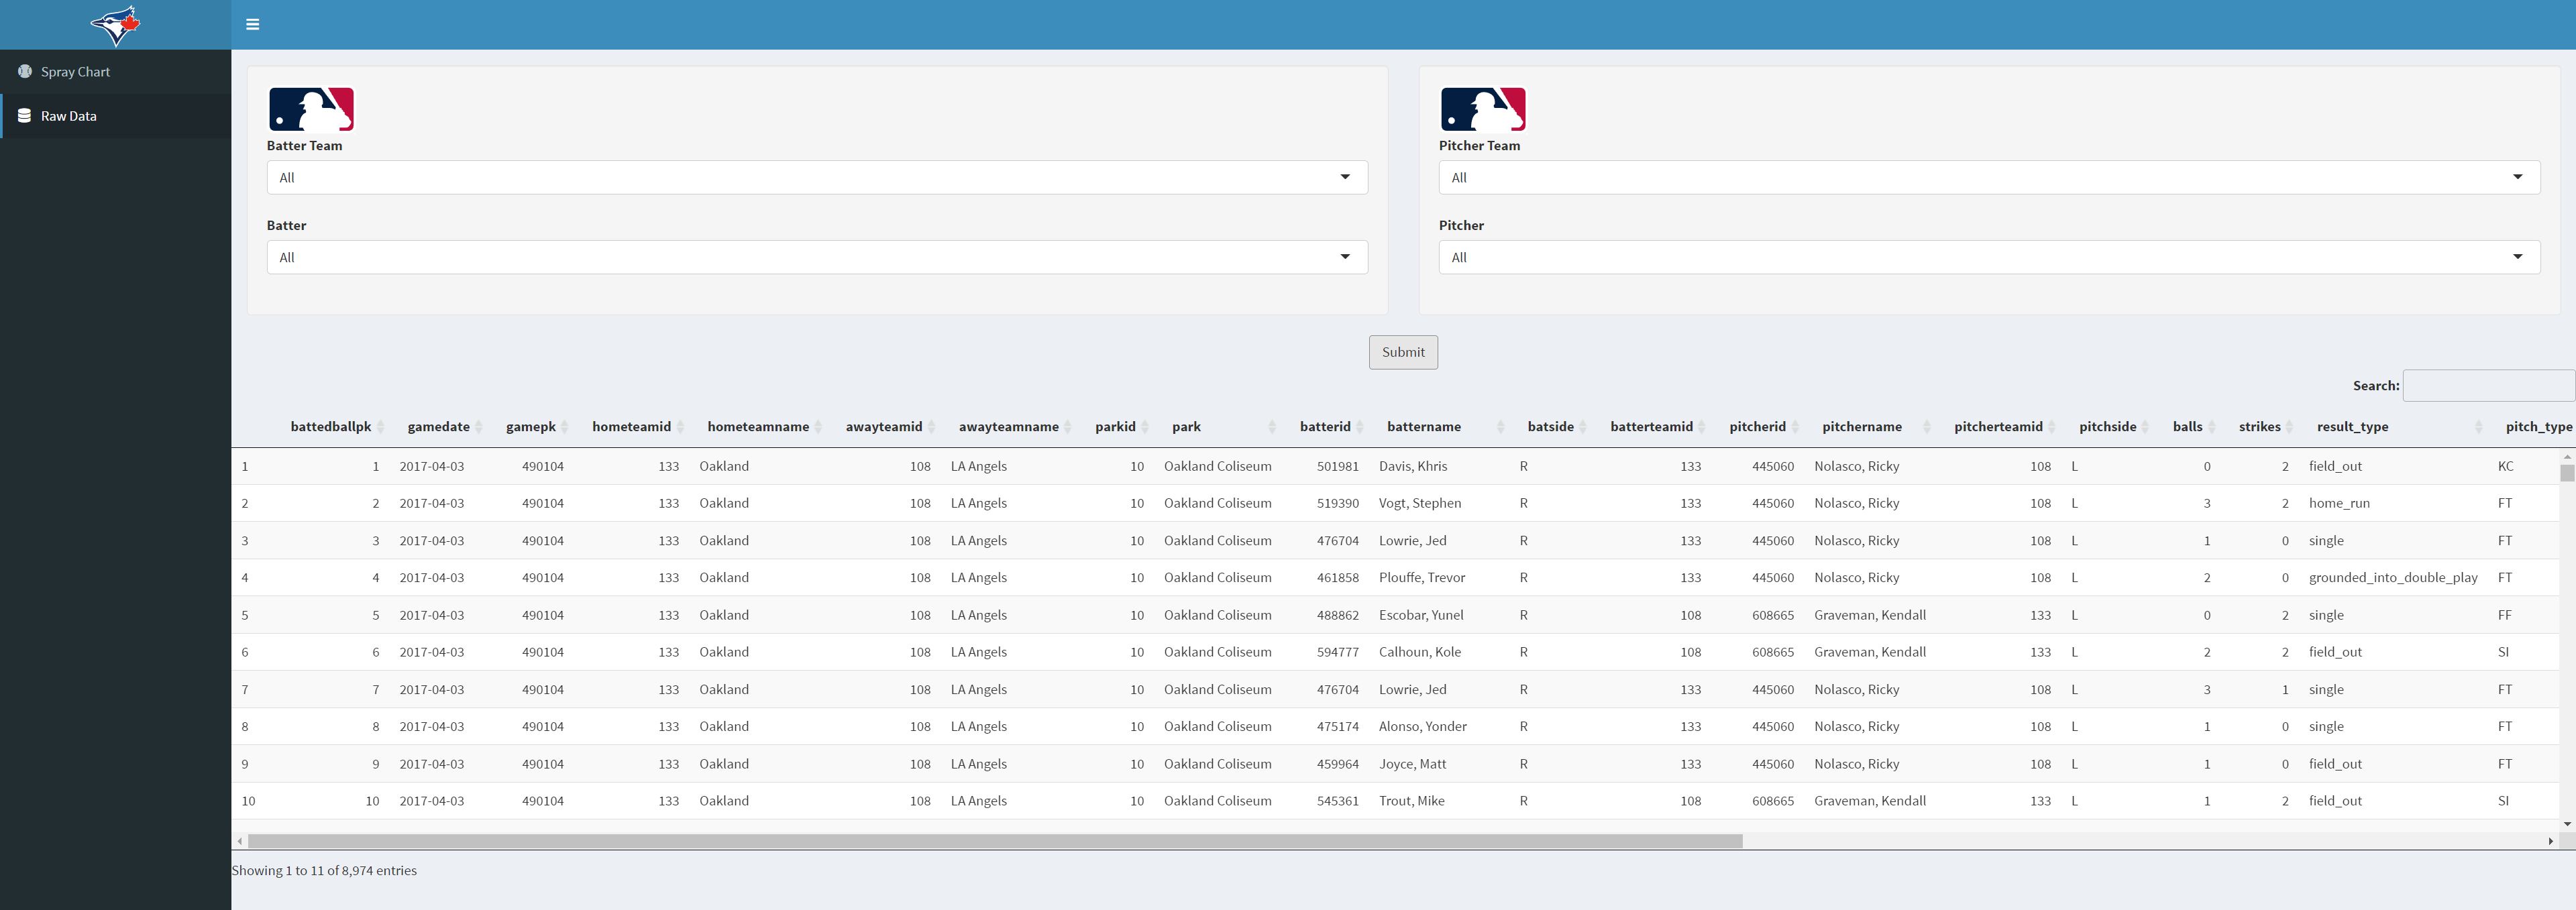 Spray Chart
Raw Data
Batter Team
All
Batter
All
Pitcher Team
All
Pitcher
All
Submit
Search:
battedballpk gamedate gamepk hometeamid hometeamname awayteamid awayteamname parkid park batterid battername batside batterteamid pitcherid pitchername pitcherteamid pitchside balls strikes result_type pitch_type
1 1 2017-04-03 490104 133 Oakland 108 LA Angels 10 Oakland Coliseum 501981 Davis, Khris R 133 445060 Nolasco, Ricky 108 L 0 2 field_out KC
2 2 2017-04-03 490104 133 Oakland 108 LA Angels 10 Oakland Coliseum 519390 Vogt, Stephen R 133 445060 Nolasco, Ricky 108 L 3 2 home_run FT
3 3 2017-04-03 490104 133 Oakland 108 LA Angels 10 Oakland Coliseum 476704 Lowrie, Jed R 133 445060 Nolasco, Ricky 108 L 1 0 single FT
4 4 2017-04-03 490104 133 Oakland 108 LA Angels 10 Oakland Coliseum 461858 Plouffe, Trevor R 133 445060 Nolasco, Ricky 108 L 2 0 grounded_into_double_play FT
5 5 2017-04-03 490104 133 Oakland 108 LA Angels 10 Oakland Coliseum 488862 Escobar, Yunel R 108 608665 Graveman, Kendall 133 L 0 2 single FF
6 6 2017-04-03 490104 133 Oakland 108 LA Angels 10 Oakland Coliseum 594777 Calhoun, Kole R 108 608665 Graveman, Kendall 133 L 2 2 field_out SI
7 7 2017-04-03 490104 133 Oakland 108 LA Angels 10 Oakland Coliseum 476704 Lowrie, Jed R 133 445060 Nolasco, Ricky 108 L 3 1 single FT
8 8 2017-04-03 490104 133 Oakland 108 LA Angels 10 Oakland Coliseum 475174 Alonso, Yonder R 133 445060 Nolasco, Ricky 108 L 1 0 single FT
9 9 2017-04-03 490104 133 Oakland 108 LA Angels 10 Oakland Coliseum 459964 Joyce, Matt R 133 445060 Nolasco, Ricky 108 L 1 0 field_out FT
10 10 2017-04-03 490104 133 Oakland 108 LA Angels 10 Oakland Coliseum 545361 Trout, Mike R 108 608665 Graveman, Kendall 133 L 1 2 field_out SI
Showing 1 to 11 of 8,974 entries